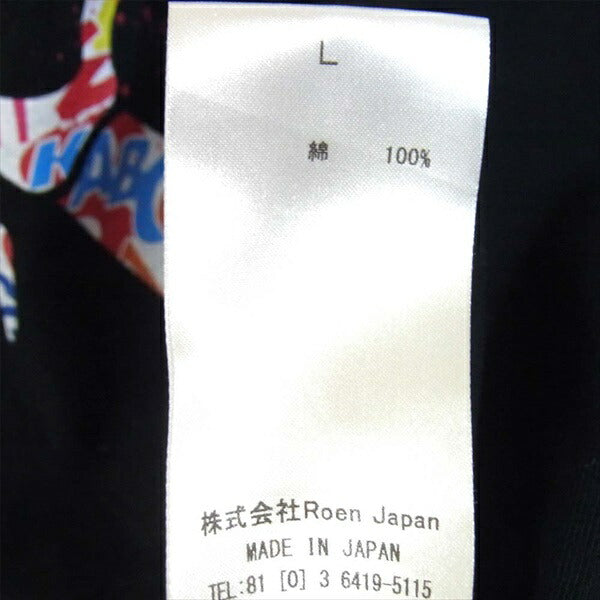 L
綿 100%
株式会社Roen Japan
MADE IN JAPAN
TEL:81 [0] 3 6419-5115
HABC